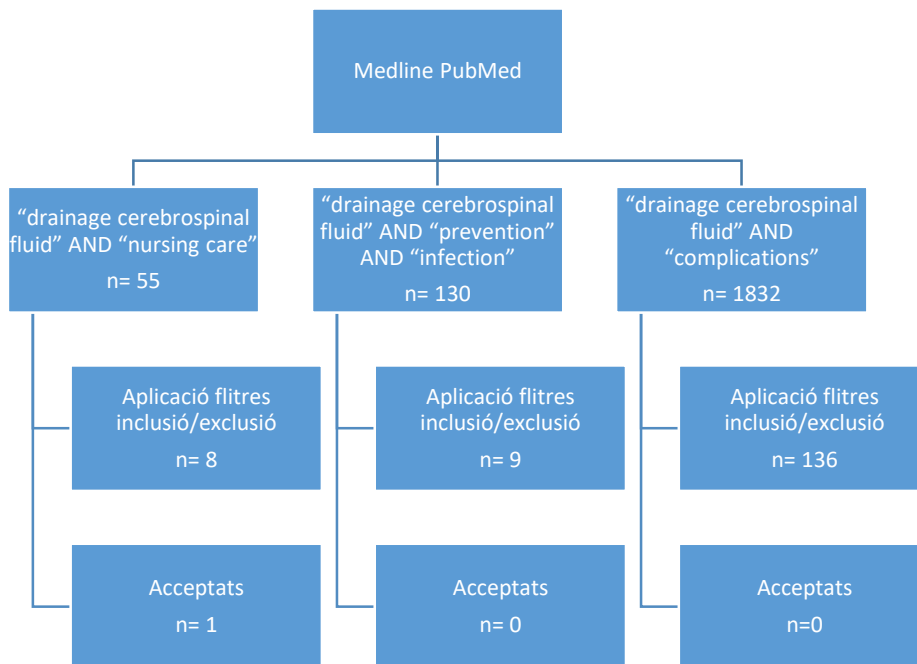 Medline PubMed
“drainage cerebrospinal
fluid” AND “nursing care”
n= 55
“drainage cerebrospinal
fluid” AND “prevention”
AND “infection”
n= 130
“drainage cerebrospinal
fluid” AND
“complications”
n= 1832
Aplicació flitres
inclusió/exclusió
n= 8
Aplicació flitres
inclusió/exclusió
n= 9
Aplicació flitres
inclusió/exclusió
n= 136
Acceptats
n= 1
Acceptats
n= 0
Acceptats
n=0